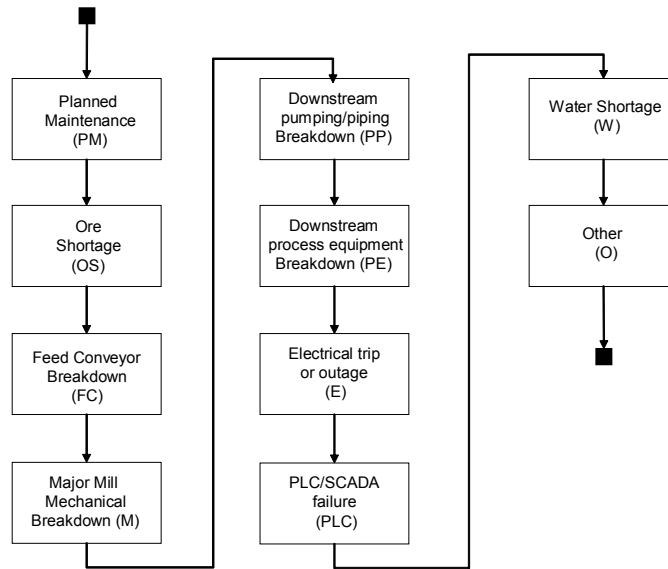 Planned
Maintenance
(PM)
Ore
Shortage
(OS)
Feed Conveyor
Breakdown
(FC)
Major Mill
Mechanical
Breakdown (M)
Downstream
pumping/piping
Breakdown (PP)
Downstream
process equipment
Breakdown (PE)
Electrical trip
or outage
(E)
PLC/SCADA
failure
(PLC)
Water Shortage
(W)
Other
(O)